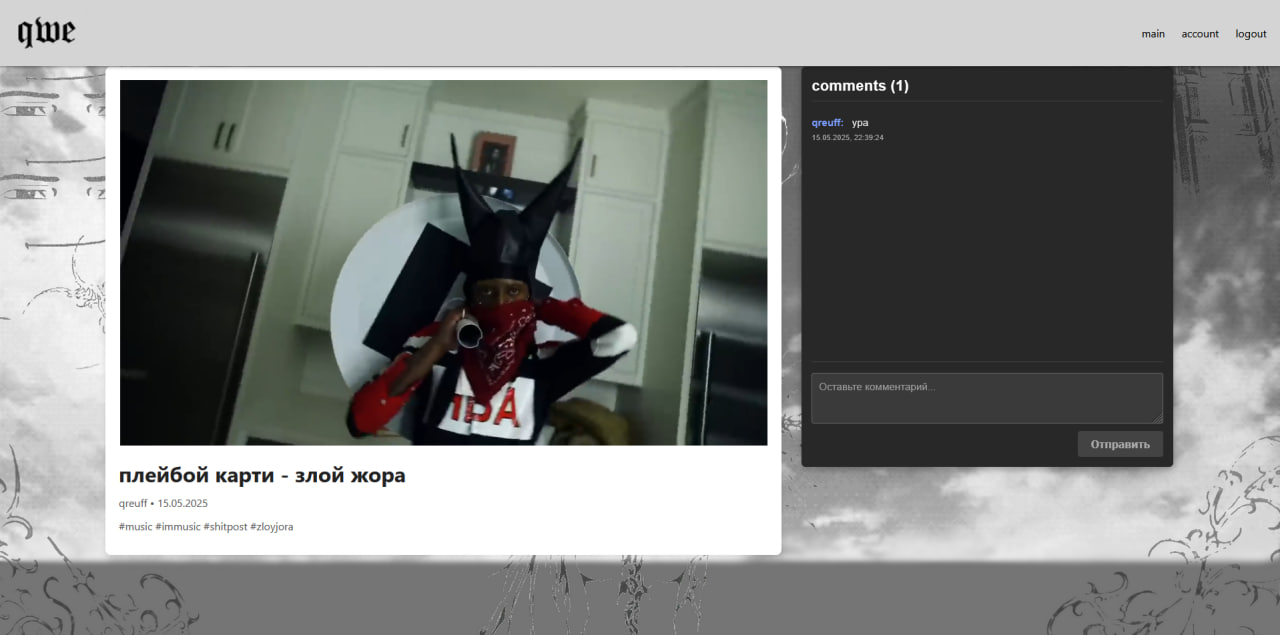 qwe
main account logout
IBA
плейбой карти - злой жора
qreuff • 15.05.2025
#music #immusic #shitpost #zloyjora
comments (1)
qreuff: ура
15.05.2025, 22:39:24
Оставьте комментарий...
Отправить